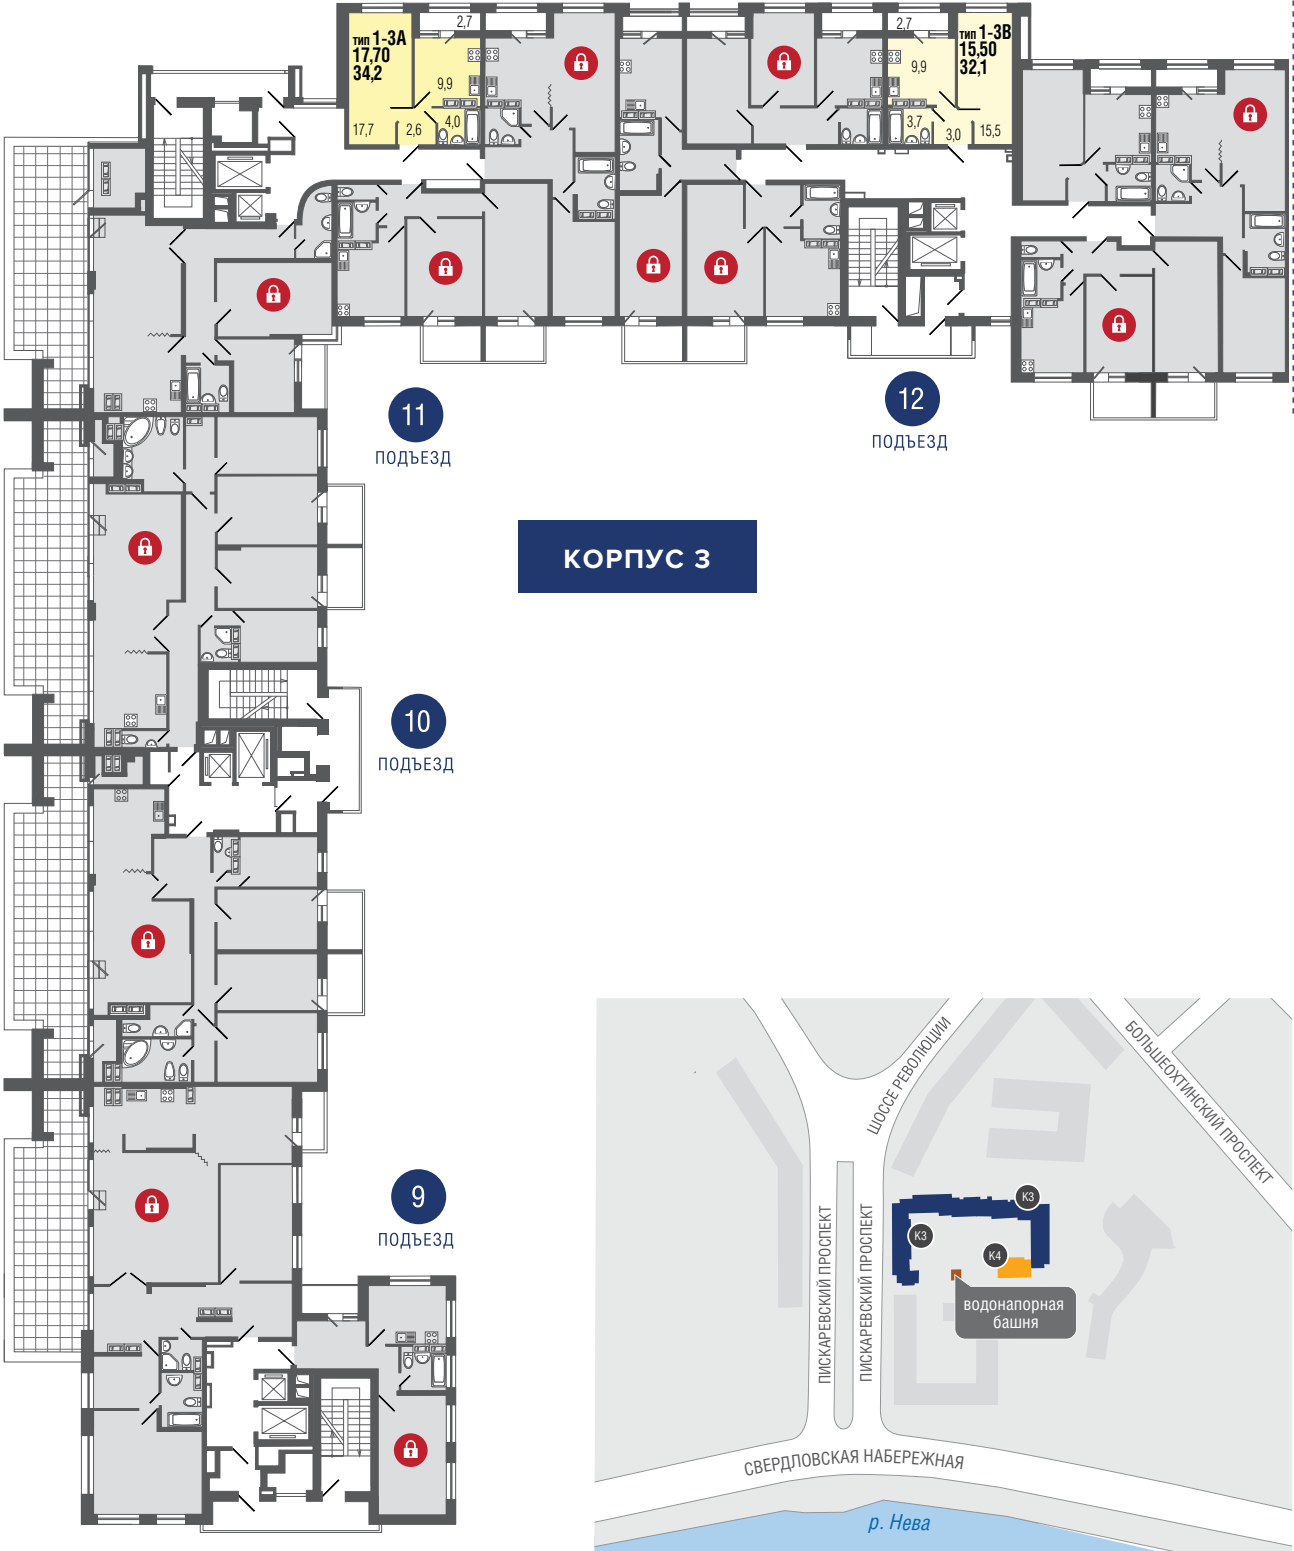 2,7
тип 1-3А
17,70
34,2
9,9
17,7
2,6
4,0
2,7
тип 1-3В
15,50
32,1
9,9
3,7
3,0
15,5
11
ПОДЪЕЗД
12
ПОДЪЕЗД
КОРПУС 3
10
ПОДЪЕЗД
9
ПОДЪЕЗД
ШОССЕ РЕВОЛЮЦИИ
БОЛЬШЕОХТИНСКИЙ ПРОСПЕКТ
ПИСКАРЕВСКИЙ ПРОСПЕКТ
ПИСКАРЕВСКИЙ ПРОСПЕКТ
К3
К3
К4
водонапорная
башня
СВЕРДЛОВСКАЯ НАБЕРЕЖНАЯ
р. Нева